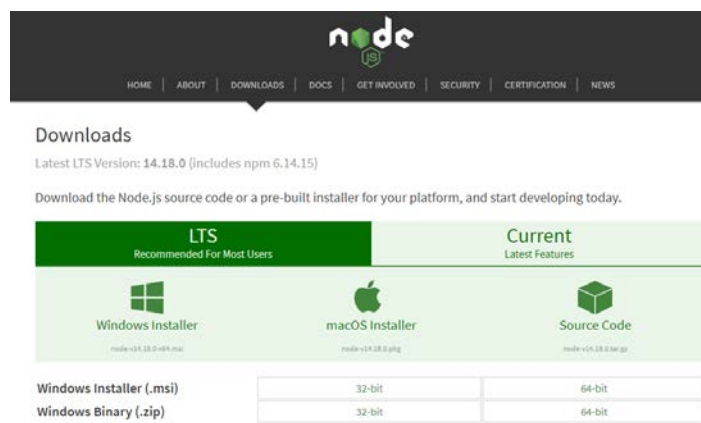 node
JS
HOME | ABOUT | DOWNLOADS | DOCS | GET INVOLVED | SECURITY | CERTIFICATION | NEWS
Downloads
Latest LTS Version: 14.18.0 (includes npm 6.14.15)
Download the Node.js source code or a pre-built installer for your platform, and start developing today.
LTS Current
Recommended For Most Users Latest Features
Windows Installer macOS Installer Source Code
node-v14.18.0-x64.msi node-v14.18.0.pkg node-v14.18.0.tar.gz
Windows Installer (.msi) 32-bit 64-bit
Windows Binary (.zip) 32-bit 64-bit